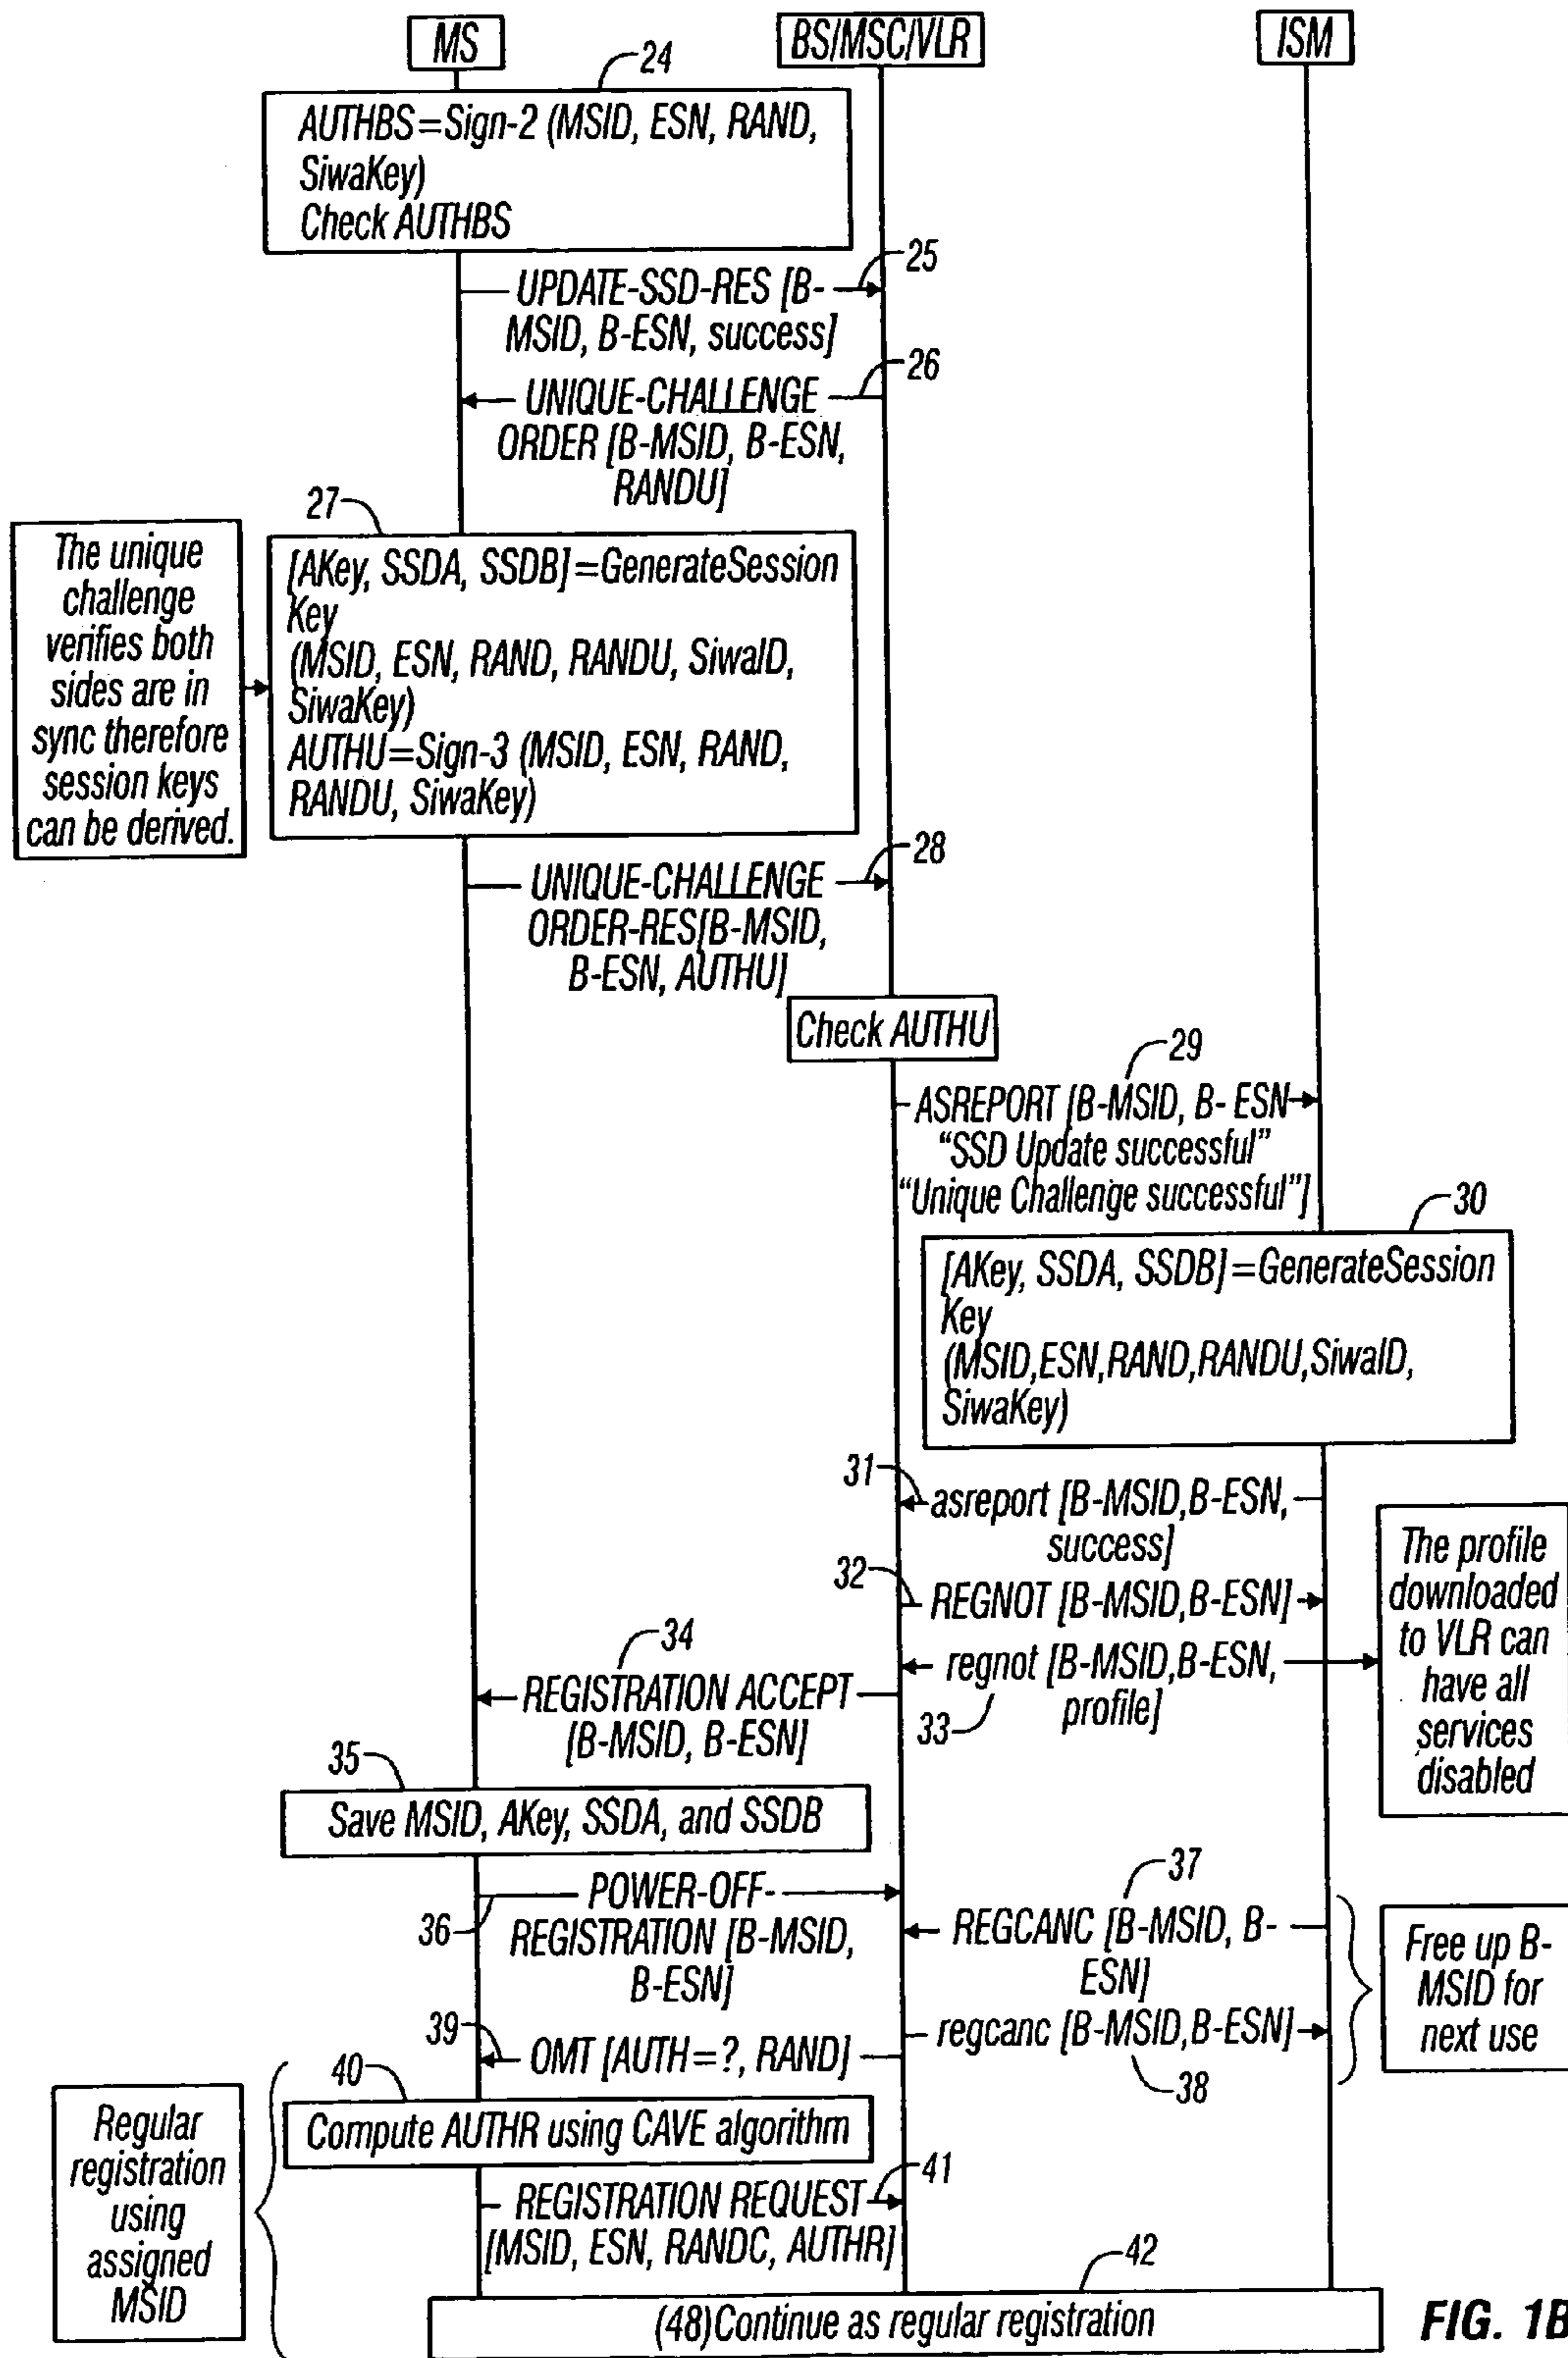 MS
BS/MSC/VLR
ISM
24
AUTHBS=Sign-2 (MSID, ESN, RAND,
SiwaKey)
Check AUTHBS
25
UPDATE-SSD-RES [B-
MSID, B-ESN, success]
26
UNIQUE-CHALLENGE
ORDER [B-MSID, B-ESN,
RANDU]
27
The unique
challenge
verifies both
sides are in
sync therefore
session keys
can be derived.
[AKey, SSDA, SSDB]=GenerateSession
Key
(MSID, ESN, RAND, RANDU, SiwaID,
SiwaKey)
AUTHU=Sign-3 (MSID, ESN, RAND,
RANDU, SiwaKey)
28
UNIQUE-CHALLENGE
ORDER-RES[B-MSID,
B-ESN, AUTHU]
Check AUTHU
29
ASREPORT [B-MSID, B- ESN
“SSD Update successful”
“Unique Challenge successful”]
30
[AKey, SSDA, SSDB]=GenerateSession
Key
(MSID,ESN,RAND,RANDU,SiwaID,
SiwaKey)
31
asreport [B-MSID,B-ESN,
success]
32
REGNOT [B-MSID,B-ESN]
The profile
downloaded
to VLR can
have all
services
disabled
33
regnot [B-MSID,B-ESN,
profile]
34
REGISTRATION ACCEPT
[B-MSID, B-ESN]
35
Save MSID, AKey, SSDA, and SSDB
36
POWER-OFF-
REGISTRATION [B-MSID,
B-ESN]
37
REGCANC [B-MSID, B-
ESN]
Free up B-
MSID for
next use
regcanc [B-MSID,B-ESN]
38
39
OMT [AUTH=?, RAND]
40
Regular
registration
using
assigned
MSID
Compute AUTHR using CAVE algorithm
41
REGISTRATION REQUEST
[MSID, ESN, RANDC, AUTHR]
42
(48)Continue as regular registration
FIG. 1B